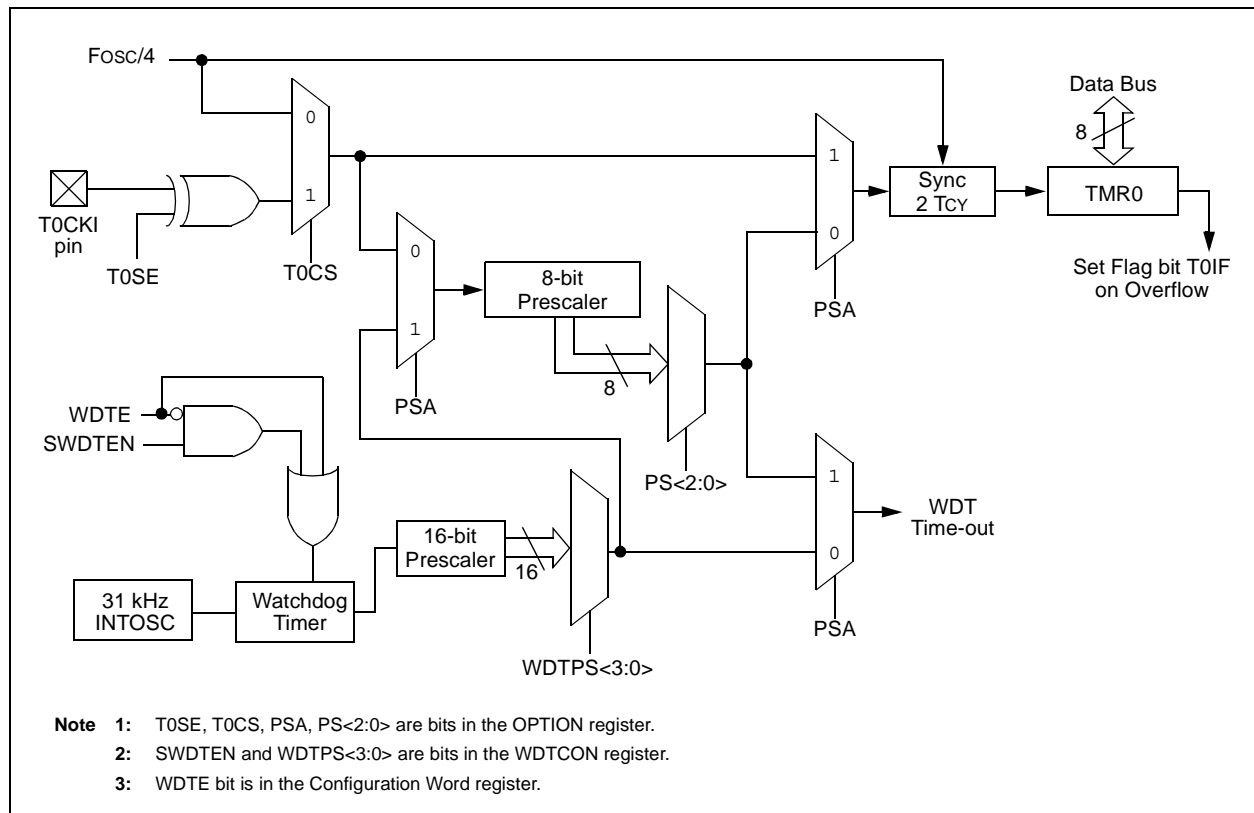 FOSC/4
Data Bus
8
0
1
1
0
T0CKI
pin
T0SE
T0CS
Sync
2 TCY
TMR0
Set Flag bit T0IF
on Overflow
PSA
0
1
PSA
8-bit
Prescaler
8
PS<2:0>
WDTE
SWDTEN
1
0
WDT
Time-out
PSA
16-bit
Prescaler
16
31 kHz
INTOSC
Watchdog
Timer
WDTPS<3:0>
Note 1: T0SE, T0CS, PSA, PS<2:0> are bits in the OPTION register.
2: SWDTEN and WDTPS<3:0> are bits in the WDTCON register.
3: WDTE bit is in the Configuration Word register.